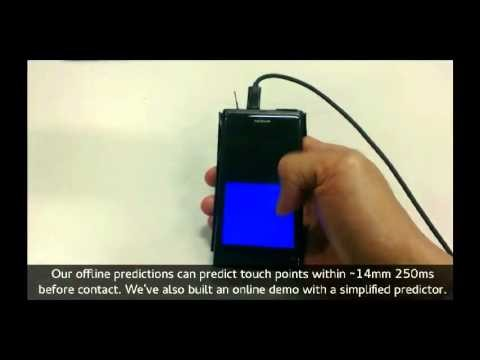 Our offline predictions can predict touch points within ~14mm 250ms
before contact. We've also built an online demo with a simplified predictor.